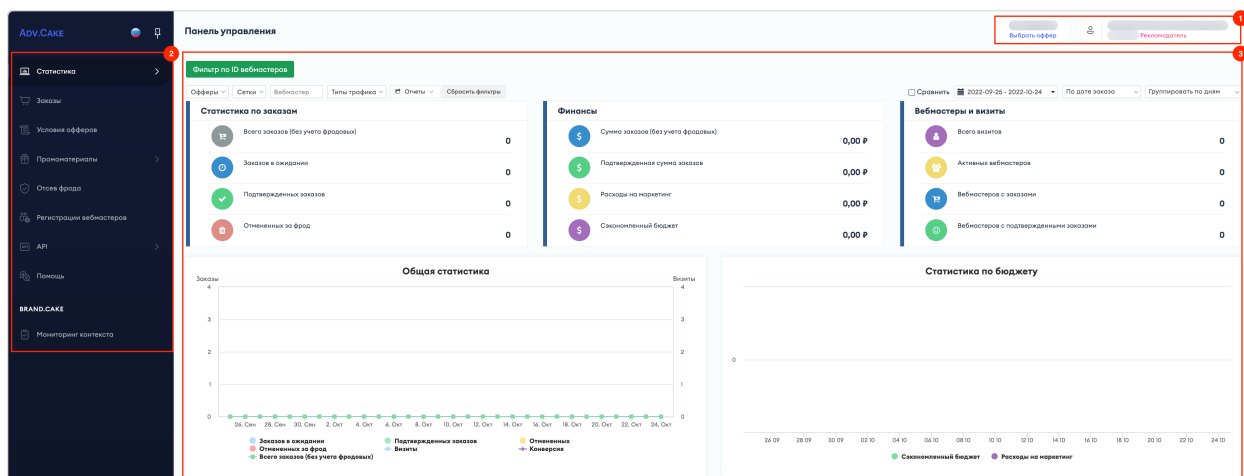 ADV.CAKE
Панель управления
1
Выбрать оффер
Рекламодатель
2
3
Статистика
Заказы
Условия офферов
Промоматериалы
Отсев фрода
Регистрации вебмастеров
API
Помощь
BRAND.CAKE
Мониторинг контекста
Фильтр по ID вебмастеров
Офферы Сетки Вебмастер Типы трафика Отчеты Сбросить фильтры
Сравнить 2022-09-25 - 2022-10-24 По дате заказа Группировать по дням
Статистика по заказам
Всего заказов (без учета фродовых)
0
Заказов в ожидании
0
Подтвержденных заказов
0
Отмененных за фрод
0
Финансы
Сумма заказов (без учета фродовых)
0,00 ₽
Подтвержденная сумма заказов
0,00 ₽
Расходы на маркетинг
0,00 ₽
Сэкономленный бюджет
0,00 ₽
Вебмастеры и визиты
Всего визитов
0
Активных вебмастеров
0
Вебмастеров с заказами
0
Вебмастеров с подтвержденными заказами
0
Общая статистика
Заказы Визиты
4 4
3 3
2 2
1 1
0 0
26. Сен 28. Сен 30. Сен 2. Окт 4. Окт 6. Окт 8. Окт 10. Окт 12. Окт 14. Окт 16. Окт 18. Окт 20. Окт 22. Окт 24. Окт
Заказов в ожидании Подтвержденных заказов Отмененных
Отмененных за фрод Визиты Конверсия
Всего заказов (без учета фродовых)
Статистика по бюджету
0
26 09 28 09 30 09 02 10 04 10 06 10 08 10 10 10 12 10 14 10 16 10 18 10 20 10 22 10 24 10
Сэкономленный бюджет Расходы на маркетинг